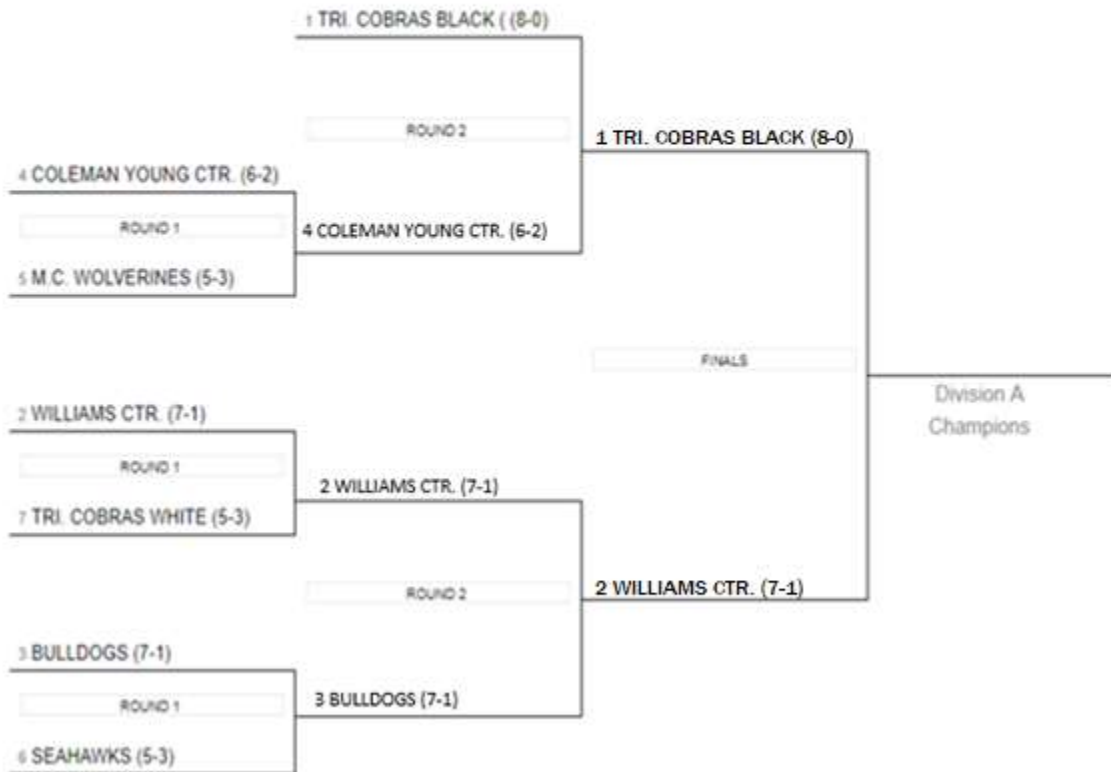 1 TRI. COBRAS BLACK ( (8-0)
ROUND 2
1 TRI. COBRAS BLACK (8-0)
4 COLEMAN YOUNG CTR. (6-2)
ROUND 1
4 COLEMAN YOUNG CTR. (6-2)
5 M.C. WOLVERINES (5-3)
FINALS
Division A
Champions
2 WILLIAMS CTR. (7-1)
ROUND 1
2 WILLIAMS CTR. (7-1)
7 TRI. COBRAS WHITE (5-3)
ROUND 2
2 WILLIAMS CTR. (7-1)
3 BULLDOGS (7-1)
ROUND 1
3 BULLDOGS (7-1)
6 SEAHAWKS (5-3)